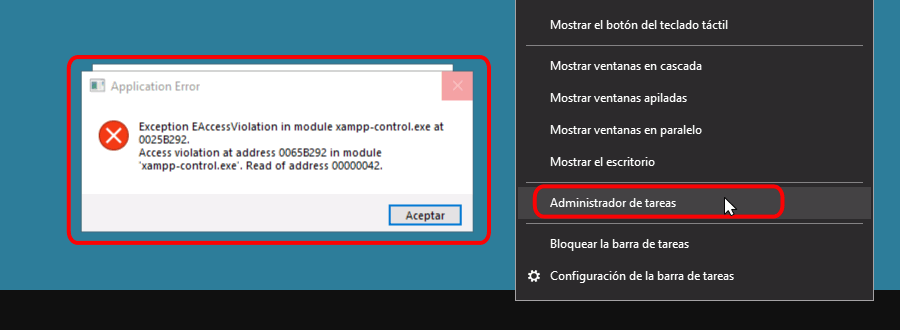 Application Error
Exception EAccessViolation in module xampp-control.exe at
0025B292.
Access violation at address 0065B292 in module
'xampp-control.exe'. Read of address 00000042.
Aceptar
Mostrar el botón del teclado táctil
Mostrar ventanas en cascada
Mostrar ventanas apiladas
Mostrar ventanas en paralelo
Mostrar el escritorio
Administrador de tareas
Bloquear la barra de tareas
Configuración de la barra de tareas